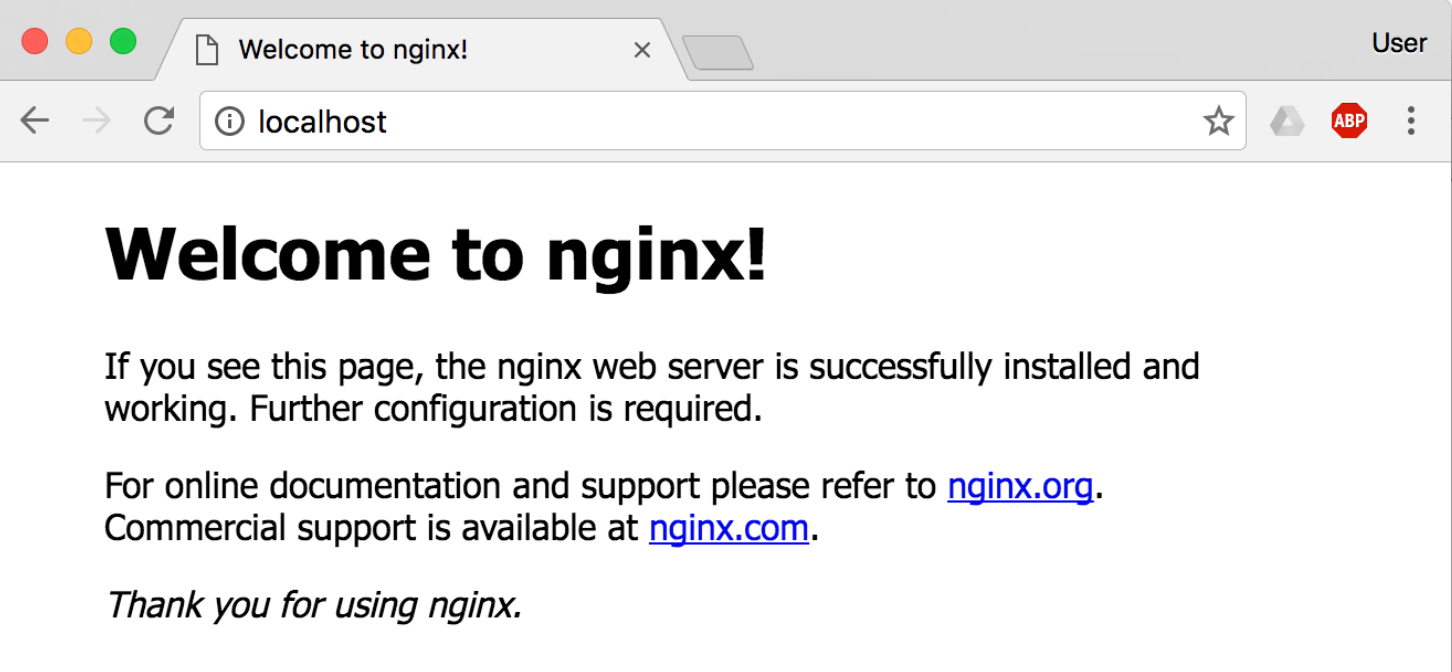 Welcome to nginx!
User
localhost
ABP
Welcome to nginx!
If you see this page, the nginx web server is successfully installed and
working. Further configuration is required.
For online documentation and support please refer to nginx.org.
Commercial support is available at nginx.com.
Thank you for using nginx.